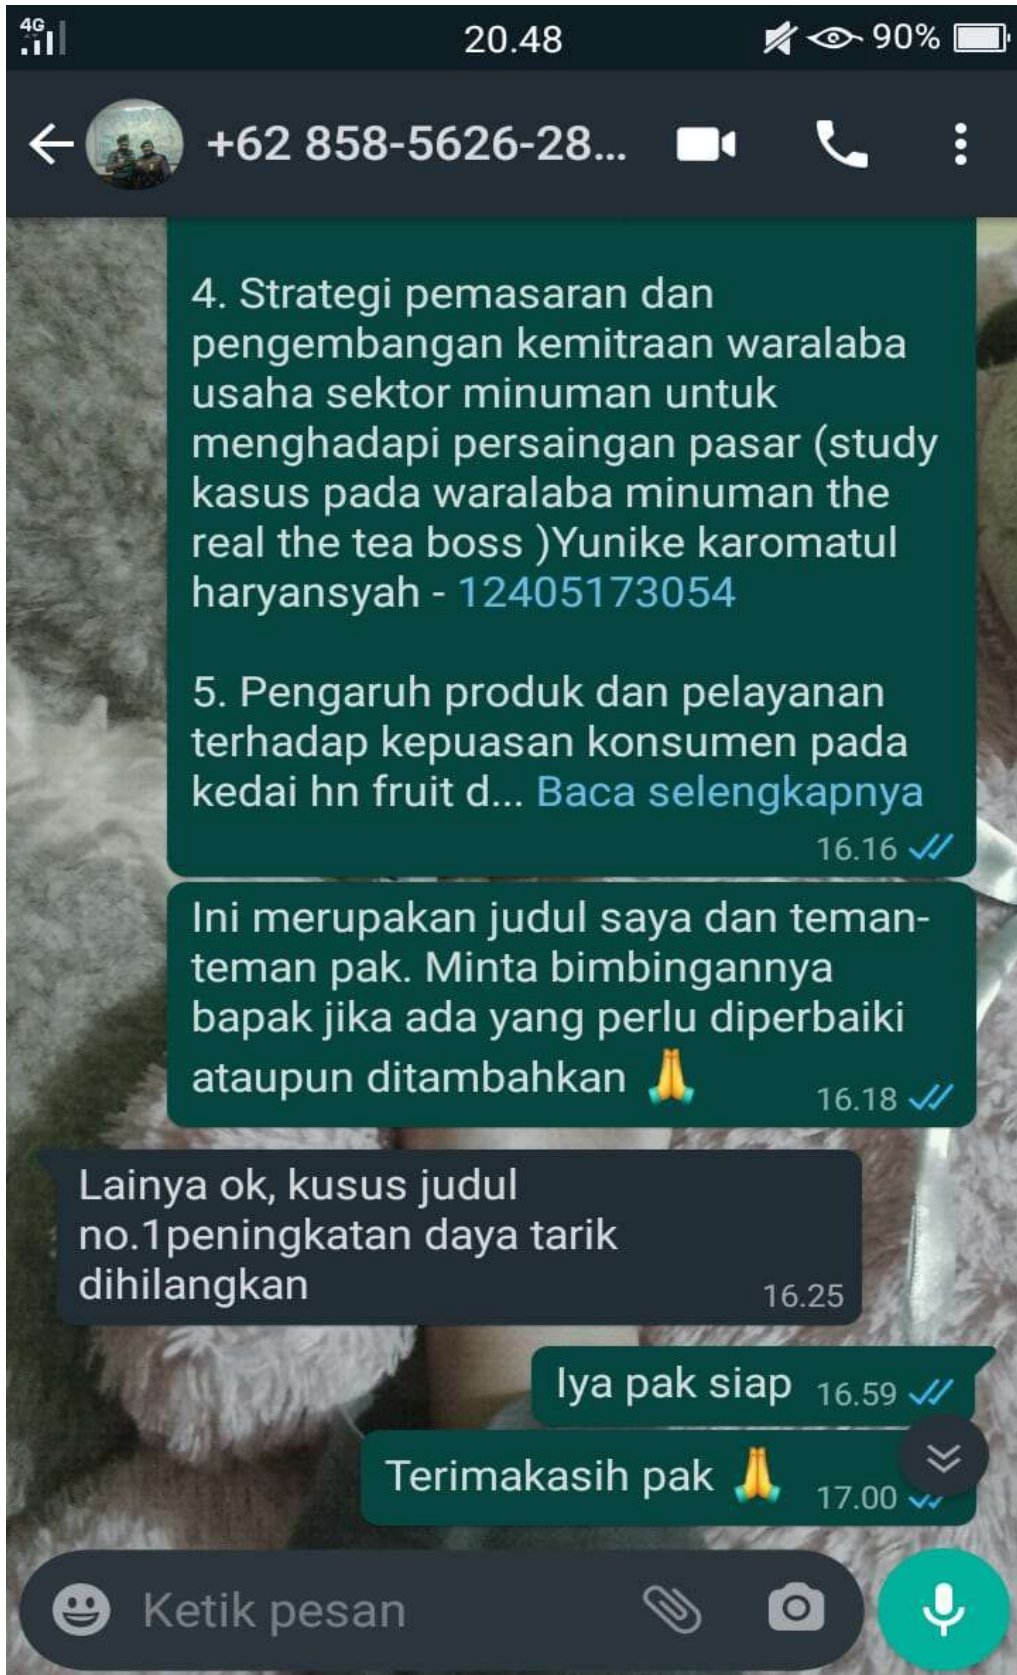 4G
20.48
90%
+62 858-5626-28...
4. Strategi pemasaran dan
pengembangan kemitraan waralaba
usaha sektor minuman untuk
menghadapi persaingan pasar (study
kasus pada waralaba minuman the
real the tea boss )Yunike karomatul
haryansyah - 12405173054
5. Pengaruh produk dan pelayanan
terhadap kepuasan konsumen pada
kedai hn fruit d... Baca selengkapnya
16.16
Ini merupakan judul saya dan teman-
teman pak. Minta bimbingannya
bapak jika ada yang perlu diperbaiki
ataupun ditambahkan 🙏
16.18
Lainya ok, kusus judul
no.1peningkatan daya tarik
dihilangkan
16.25
Iya pak siap 16.59
Terimakasih pak 🙏 17.00
Ketik pesan